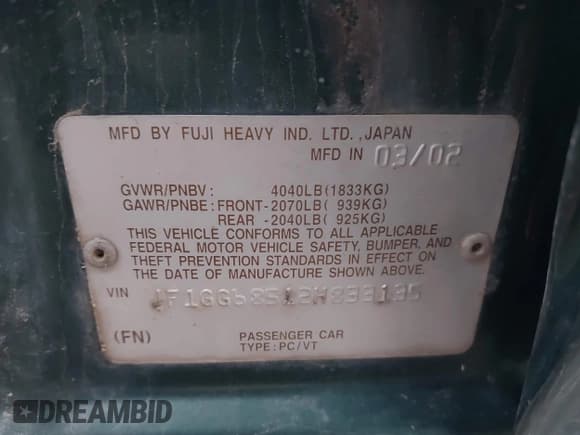 MFD BY FUJI HEAVY IND. LTD., JAPAN
MFD IN 03/02
GVWR/PNBV: 4040LB(1833KG)
GAWR/PNBE: FRONT-2070LB( 939KG)
REAR -2040LB( 925KG)
THIS VEHICLE CONFORMS TO ALL APPLICABLE
FEDERAL MOTOR VEHICLE SAFETY, BUMPER, AND
THEFT PREVENTION STANDARDS IN EFFECT ON
THE DATE OF MANUFACTURE SHOWN ABOVE.
VIN
(FN) PASSENGER CAR
TYPE:PC/VT
DREAMBID